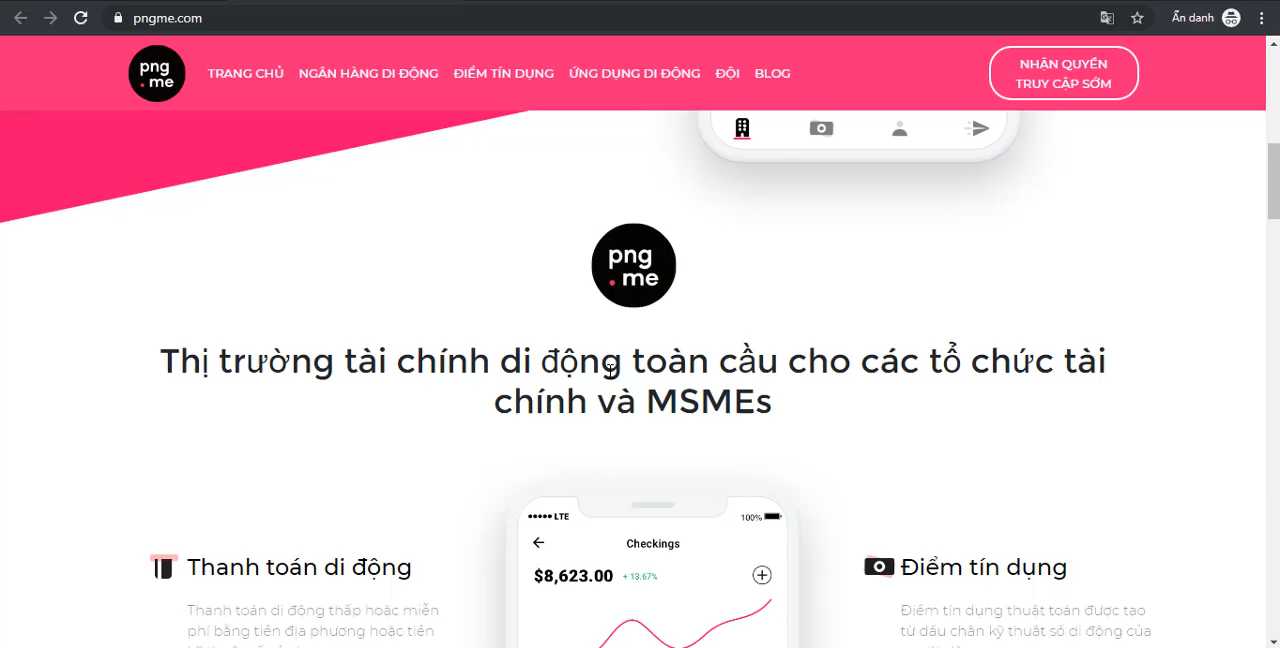 pngme.com
Ẩn danh
png
.me
TRANG CHỦ
NGÂN HÀNG DI ĐỘNG
ĐIỂM TÍN DỤNG
ỨNG DỤNG DI ĐỘNG
ĐỘI
BLOG
NHẬN QUYỀN
TRUY CẬP SỚM
png
.me
Thị trường tài chính di động toàn cầu cho các tổ chức tài
chính và MSMEs
LTE
100%
Checkings
$8,623.00
+ 13.67%
Thanh toán di động
Thanh toán di động thấp hoặc miễn
phí bằng tiền địa phương hoặc tiền
Điểm tín dụng
Điểm tín dụng thuật toán được tạo
từ dấu chân kỹ thuật số di động của